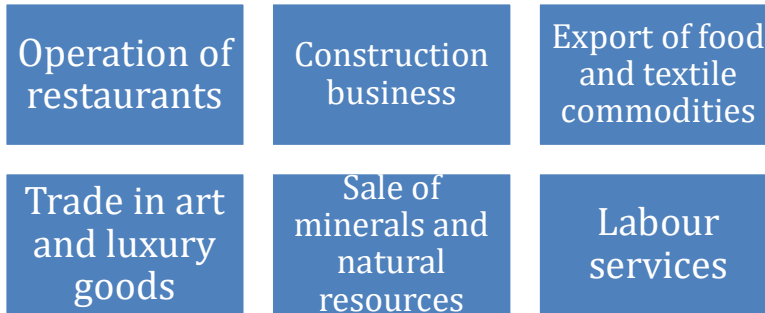 Operation of
restaurants
Construction
business
Export of food
and textile
commodities
Trade in art
and luxury
goods
Sale of
minerals and
natural
resources
Labour
services